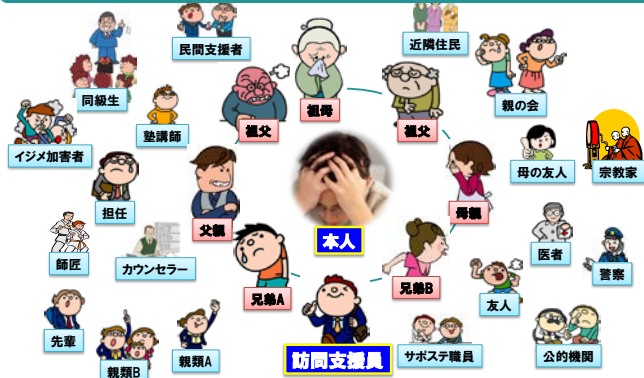 民間支援者
近隣住民
同級生
祖母
親の会
塾講師
祖父
祖父
イジメ加害者
母の友人
宗教家
担任
父親
本人
母親
師匠
カウンセラー
医者
警察
兄弟A
兄弟B
友人
先輩
親類A
親類B
訪問支援員
サポステ職員
公的機関